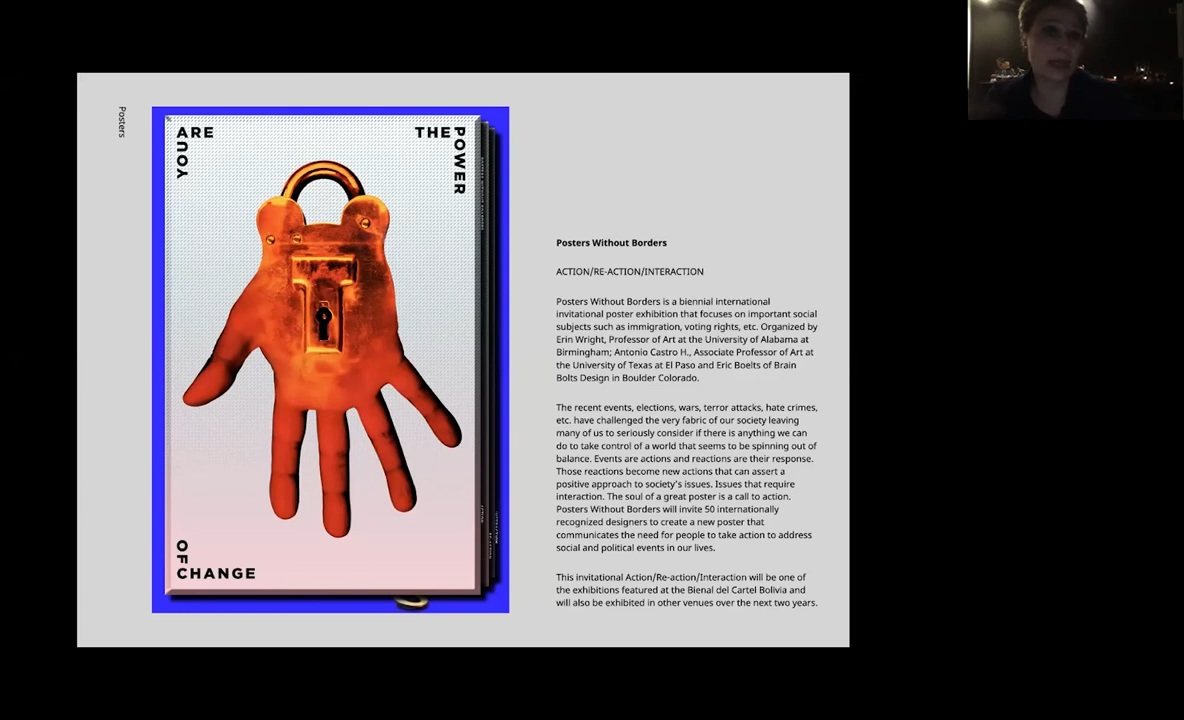 Posters
ARE
YOU
THE
POWER
OF
CHANGE
Posters Without Borders
ACTION/RE-ACTION/INTERACTION
Posters Without Borders is a biennial international
invitational poster exhibition that focuses on important social
subjects such as immigration, voting rights, etc. Organized by
Erin Wright, Professor of Art at the University of Alabama at
Birmingham; Antonio Castro H., Associate Professor of Art at
the University of Texas at El Paso and Eric Boelts of Brain
Bolts Design in Boulder Colorado.
The recent events, elections, wars, terror attacks, hate crimes,
etc. have challenged the very fabric of our society leaving
many of us to seriously consider if there is anything we can
do to take control of a world that seems to be spinning out of
balance. Events are actions and reactions are their response.
Those reactions become new actions that can assert a
positive approach to society's issues. Issues that require
interaction. The soul of a great poster is a call to action.
Posters Without Borders will invite 50 internationally
recognized designers to create a new poster that
communicates the need for people to take action to address
social and political events in our lives.
This invitational Action/Re-action/Interaction will be one of
the exhibitions featured at the Bienal del Cartel Bolivia and
will also be exhibited in other venues over the next two years.